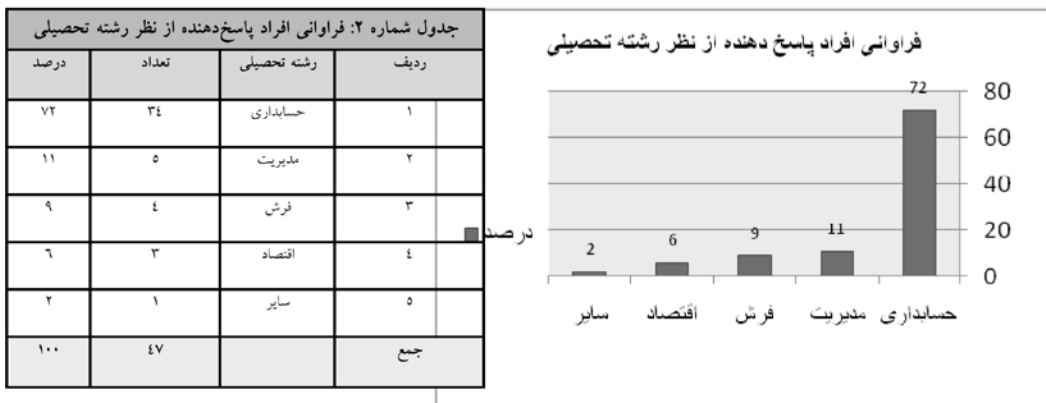 جدول شماره ۲: فراوانی افراد پاسخ‌دهنده از نظر رشته تحصیلی
ردیف رشته تحصیلی تعداد درصد
۱ حسابداری ۳٤ ۷۲
۲ مدیریت ٥ ۱۱
۳ فرش ٤ ۹
٤ اقتصاد ۳ ٦
٥ سایر ۱ ۲
جمع ٤۷ ۱۰۰
فراوانی افراد پاسخ دهنده از نظر رشته تحصیلی
80
60
40
20
0
72
11
9
6
2
حسابداری مدیریت فرش اقتصاد سایر
درصد